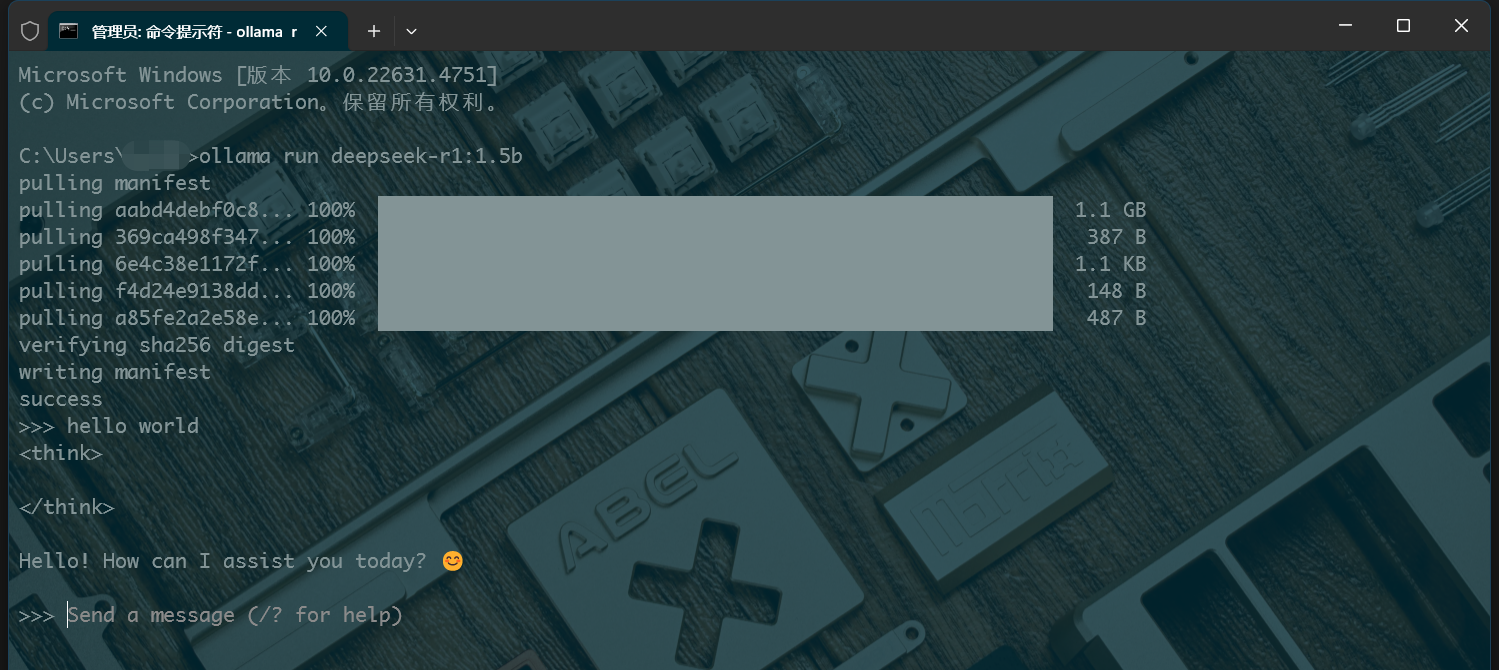 管理员: 命令提示符 - ollama r
Microsoft Windows [版本 10.0.22631.4751]
(c) Microsoft Corporation。保留所有权利。
C:\Users\ >ollama run deepseek-r1:1.5b
pulling manifest
pulling aabd4debf0c8... 100% 1.1 GB
pulling 369ca498f347... 100% 387 B
pulling 6e4c38e1172f... 100% 1.1 KB
pulling f4d24e9138dd... 100% 148 B
pulling a85fe2a2e58e... 100% 487 B
verifying sha256 digest
writing manifest
success
>>> hello world
<think>
</think>
Hello! How can I assist you today? 😊
>>> Send a message (/? for help)
ABEL